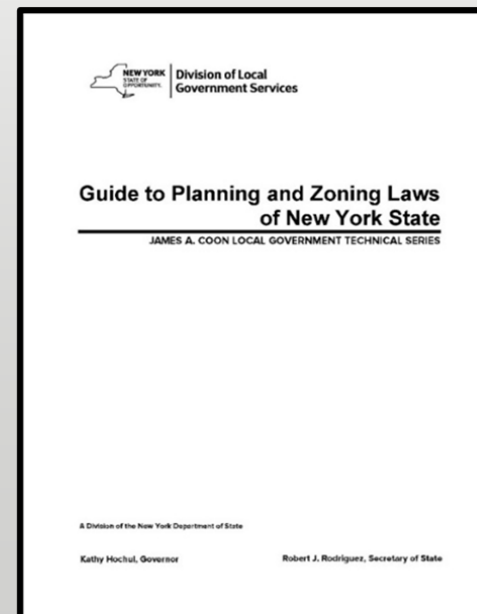 NEW YORK
STATE OF
OPPORTUNITY.
Division of Local
Government Services
Guide to Planning and Zoning Laws
of New York State
JAMES A. COON LOCAL GOVERNMENT TECHNICAL SERIES
A Division of the New York Department of State
Kathy Hochul, Governor
Robert J. Rodriguez, Secretary of State